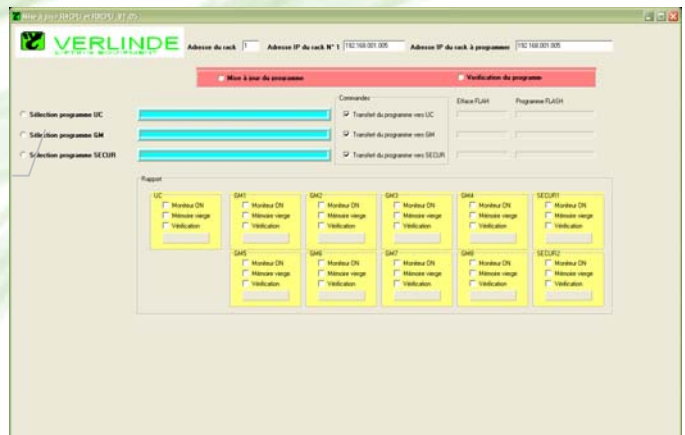 Mise à jour RACPU et RXCPU
VERLINDE
Adresse du rack 1 Adresse IP du rack N° 1 192.168.001.005 Adresse IP du rack à programmer 192.168.001.005
Mise à jour du programme Vérification du programme
Commandes Efface FLAH Programme FLASH
Sélection programme UC Transfert du programme vers UC
Sélection programme GM Transfert du programme vers GM
Sélection programme SECUR Transfert du programme vers SECUR
Rapport
UC GM1 GM2 GM3 GM4 SECUR1
Moniteur ON Moniteur ON Moniteur ON Moniteur ON Moniteur ON Moniteur ON
Mémoire vierge Mémoire vierge Mémoire vierge Mémoire vierge Mémoire vierge Mémoire vierge
Vérification Vérification Vérification Vérification Vérification Vérification
GM5 GM6 GM7 GM8 SECUR2
Moniteur ON Moniteur ON Moniteur ON Moniteur ON Moniteur ON
Mémoire vierge Mémoire vierge Mémoire vierge Mémoire vierge Mémoire vierge
Vérification Vérification Vérification Vérification Vérification